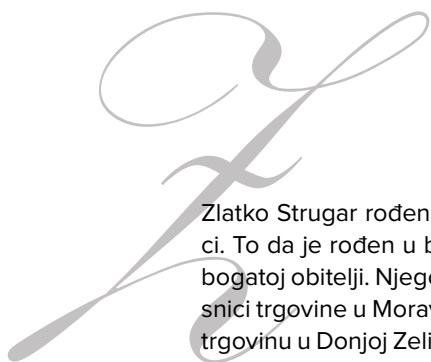 Z
Zlatko Strugar rođen
ci. To da je rođen u b
bogatoj obitelji. Njego
snici trgovine u Morav
trgovinu u Donjoj Zeli